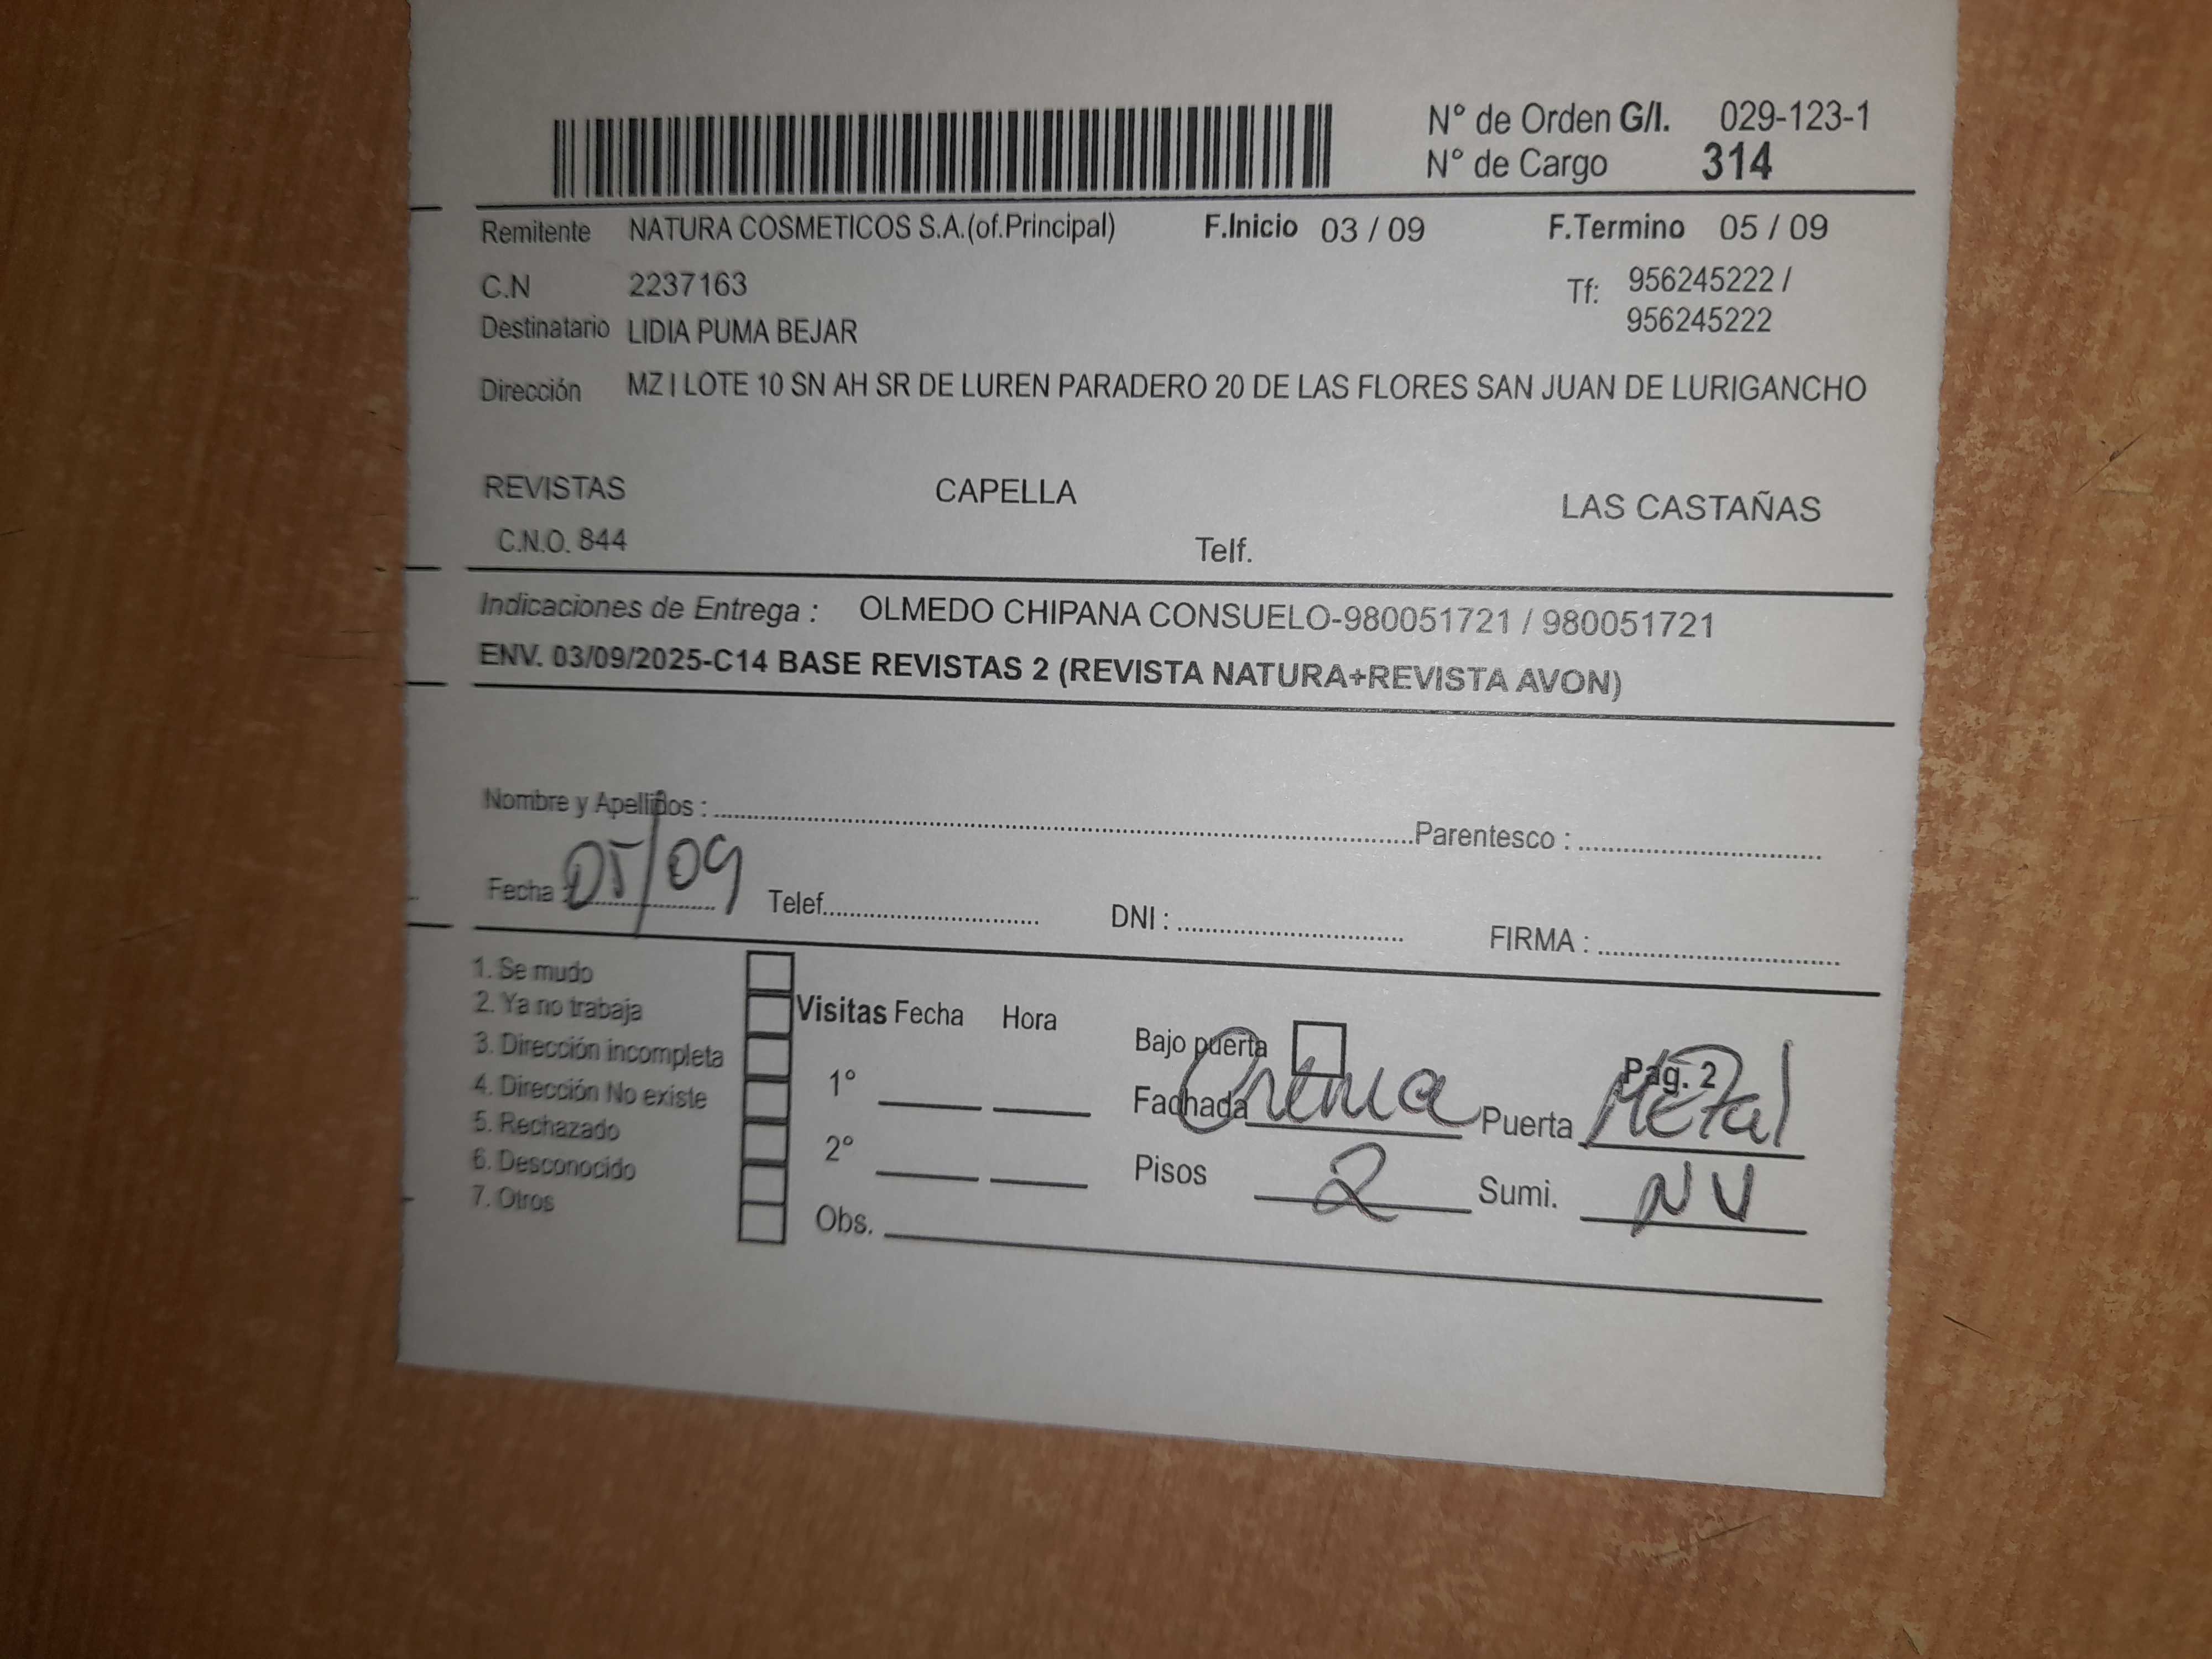 N° de Orden G/I. 029-123-1
N° de Cargo 314
Remitente NATURA COSMETICOS S.A.(of.Principal) F.Inicio 03 / 09 F.Termino 05 / 09
C.N 2237163 Tf: 956245222 /
956245222
Destinatario LIDIA PUMA BEJAR
Dirección MZ I LOTE 10 SN AH SR DE LUREN PARADERO 20 DE LAS FLORES SAN JUAN DE LURIGANCHO
REVISTAS CAPELLA LAS CASTAÑAS
C.N.O. 844 Telf.
Indicaciones de Entrega : OLMEDO CHIPANA CONSUELO-980051721 / 980051721
ENV. 03/09/2025-C14 BASE REVISTAS 2 (REVISTA NATURA+REVISTA AVON)
Nombre y Apellidos : Parentesco :
Fecha : 05/09 Telef. DNI : FIRMA :
1. Se mudo
2. Ya no trabaja
3. Dirección incompleta
4. Dirección No existe
5. Rechazado
6. Desconocido
7. Otros
Visitas Fecha Hora
1°
2°
Obs.
Bajo puerta Pág. 2
Fachada Crema Puerta Metal
Pisos 2 Sumi. NV